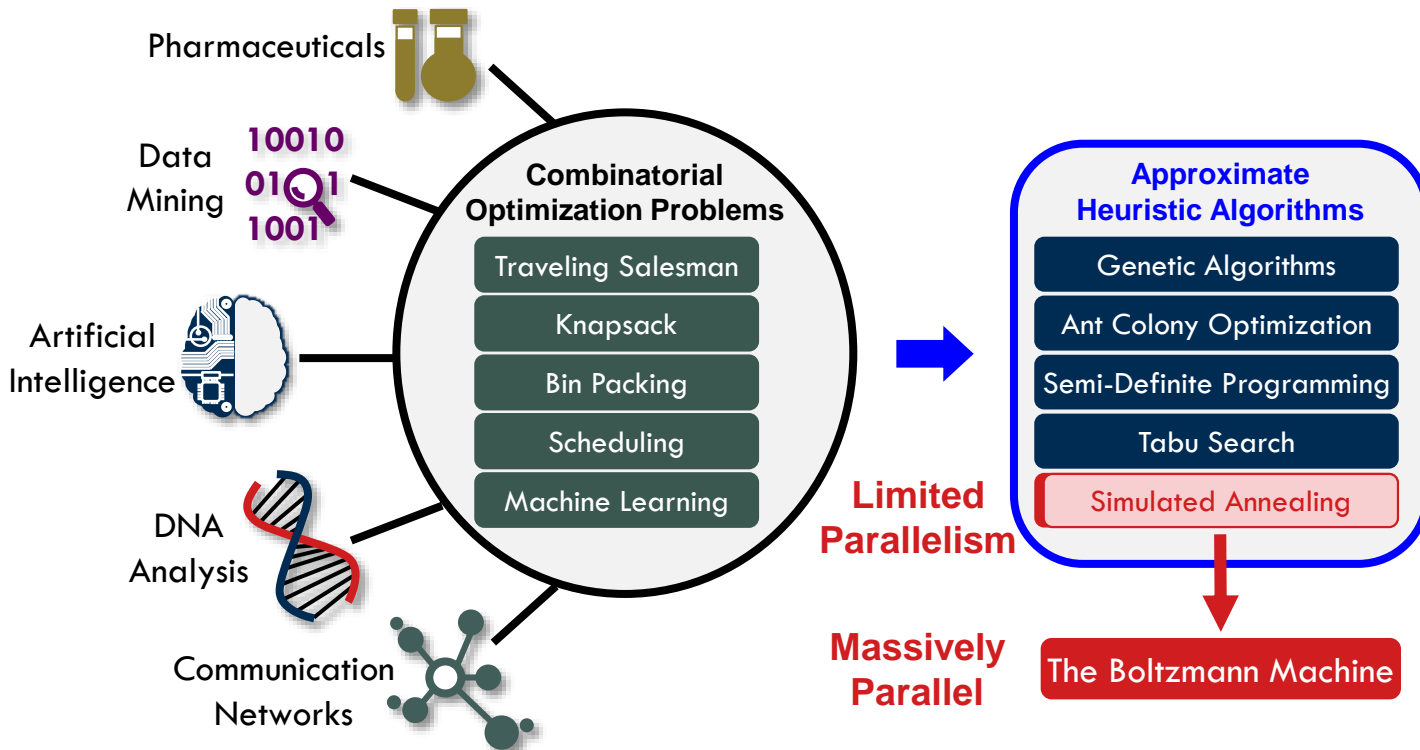 Pharmaceuticals
Data
Mining
10010
01 1
1001
Artificial
Intelligence
DNA
Analysis
Communication
Networks
Combinatorial
Optimization Problems
Traveling Salesman
Knapsack
Bin Packing
Scheduling
Machine Learning
Approximate
Heuristic Algorithms
Genetic Algorithms
Ant Colony Optimization
Semi-Definite Programming
Tabu Search
Simulated Annealing
Limited
Parallelism
Massively
Parallel
The Boltzmann Machine